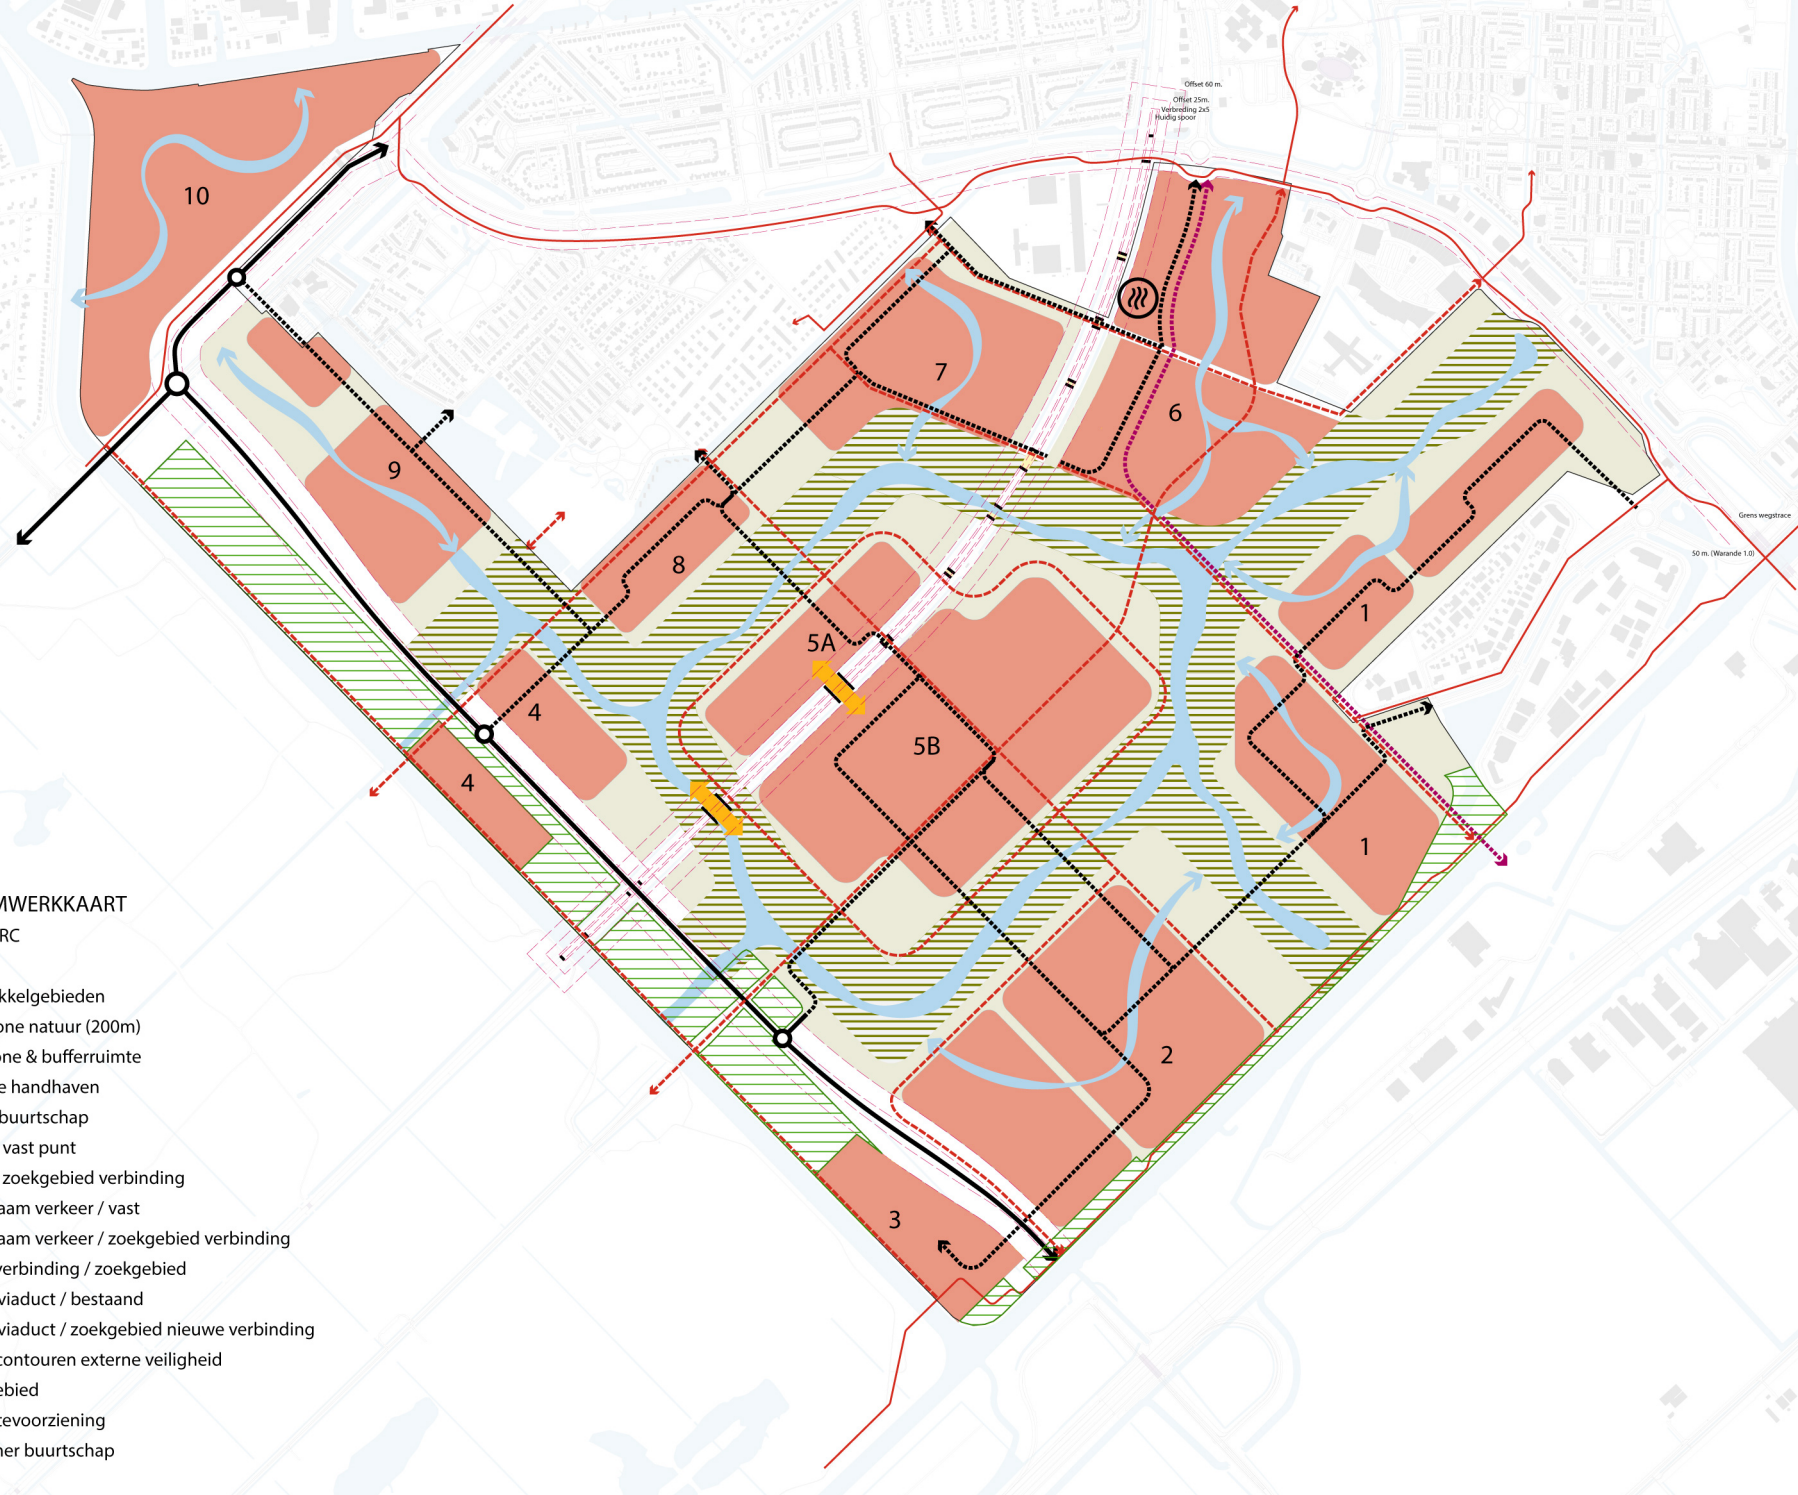 Offset 60 m.
Offset 25m.
Verbreding 2x5
Huidig spoor
10
7
6
9
8
1
5A
4
5B
4
1
2
3
Grens wegstrace
50 m. (Warande 1.0)
MWERKKAART
RC
kkelgebieden
one natuur (200m)
one & bufferruimte
e handhaven
buurtschap
vast punt
zoekgebied verbinding
aam verkeer / vast
aam verkeer / zoekgebied verbinding
verbinding / zoekgebied
viaduct / bestaand
viaduct / zoekgebied nieuwe verbinding
contouren externe veiligheid
ebied
tevoorziening
ner buurtschap